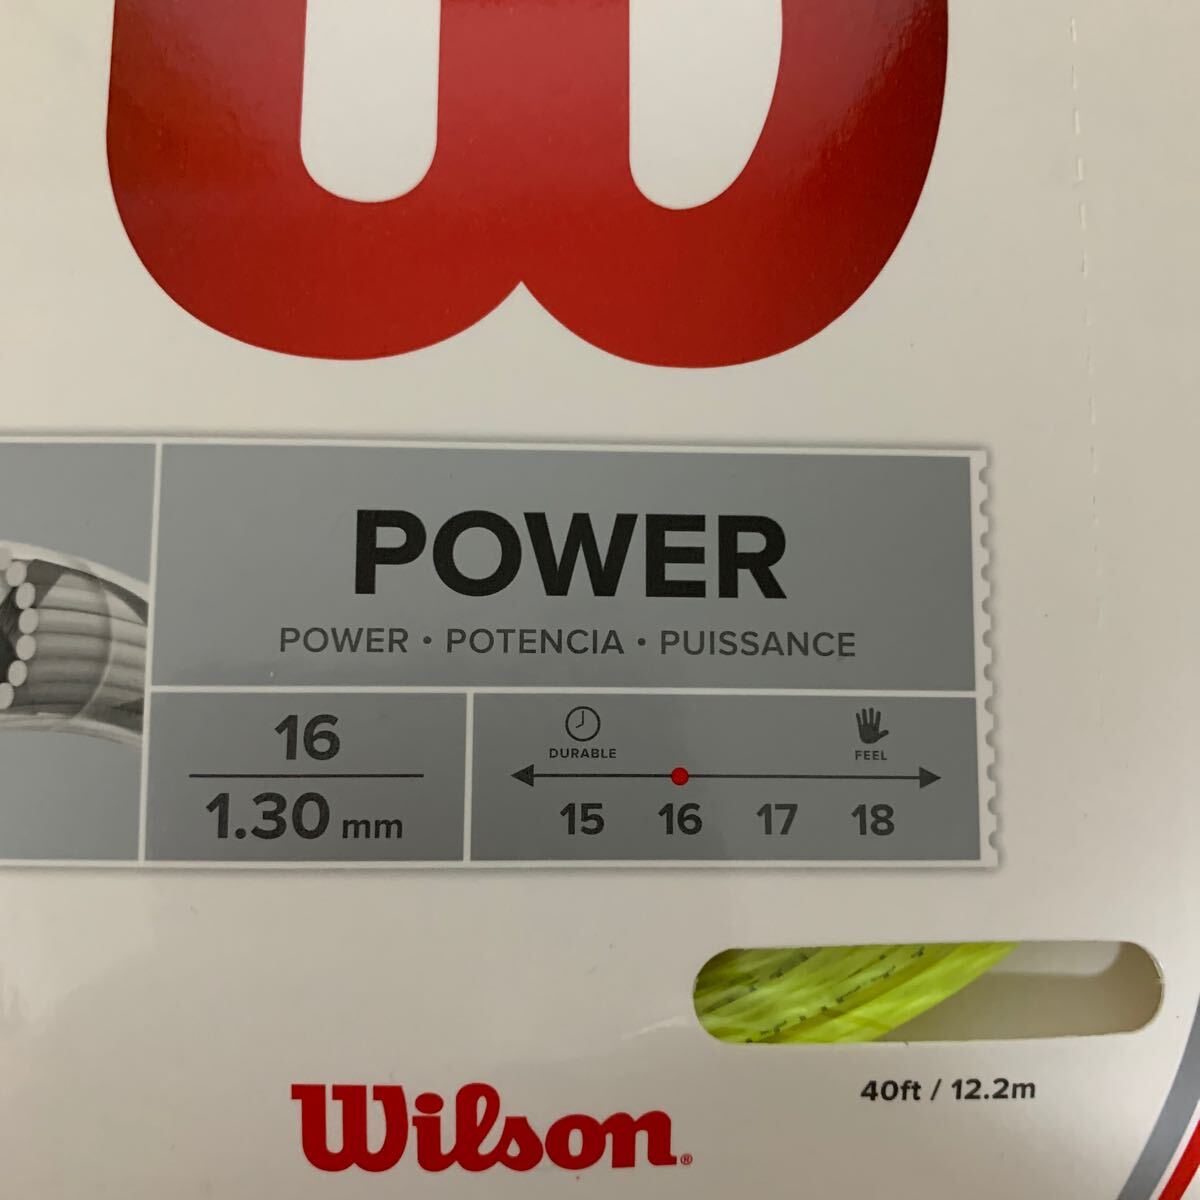 POWER
POWER • POTENCIA • PUISSANCE
16
1.30 mm
DURABLE
FEEL
15 16 17 18
40ft / 12.2m
Wilson®